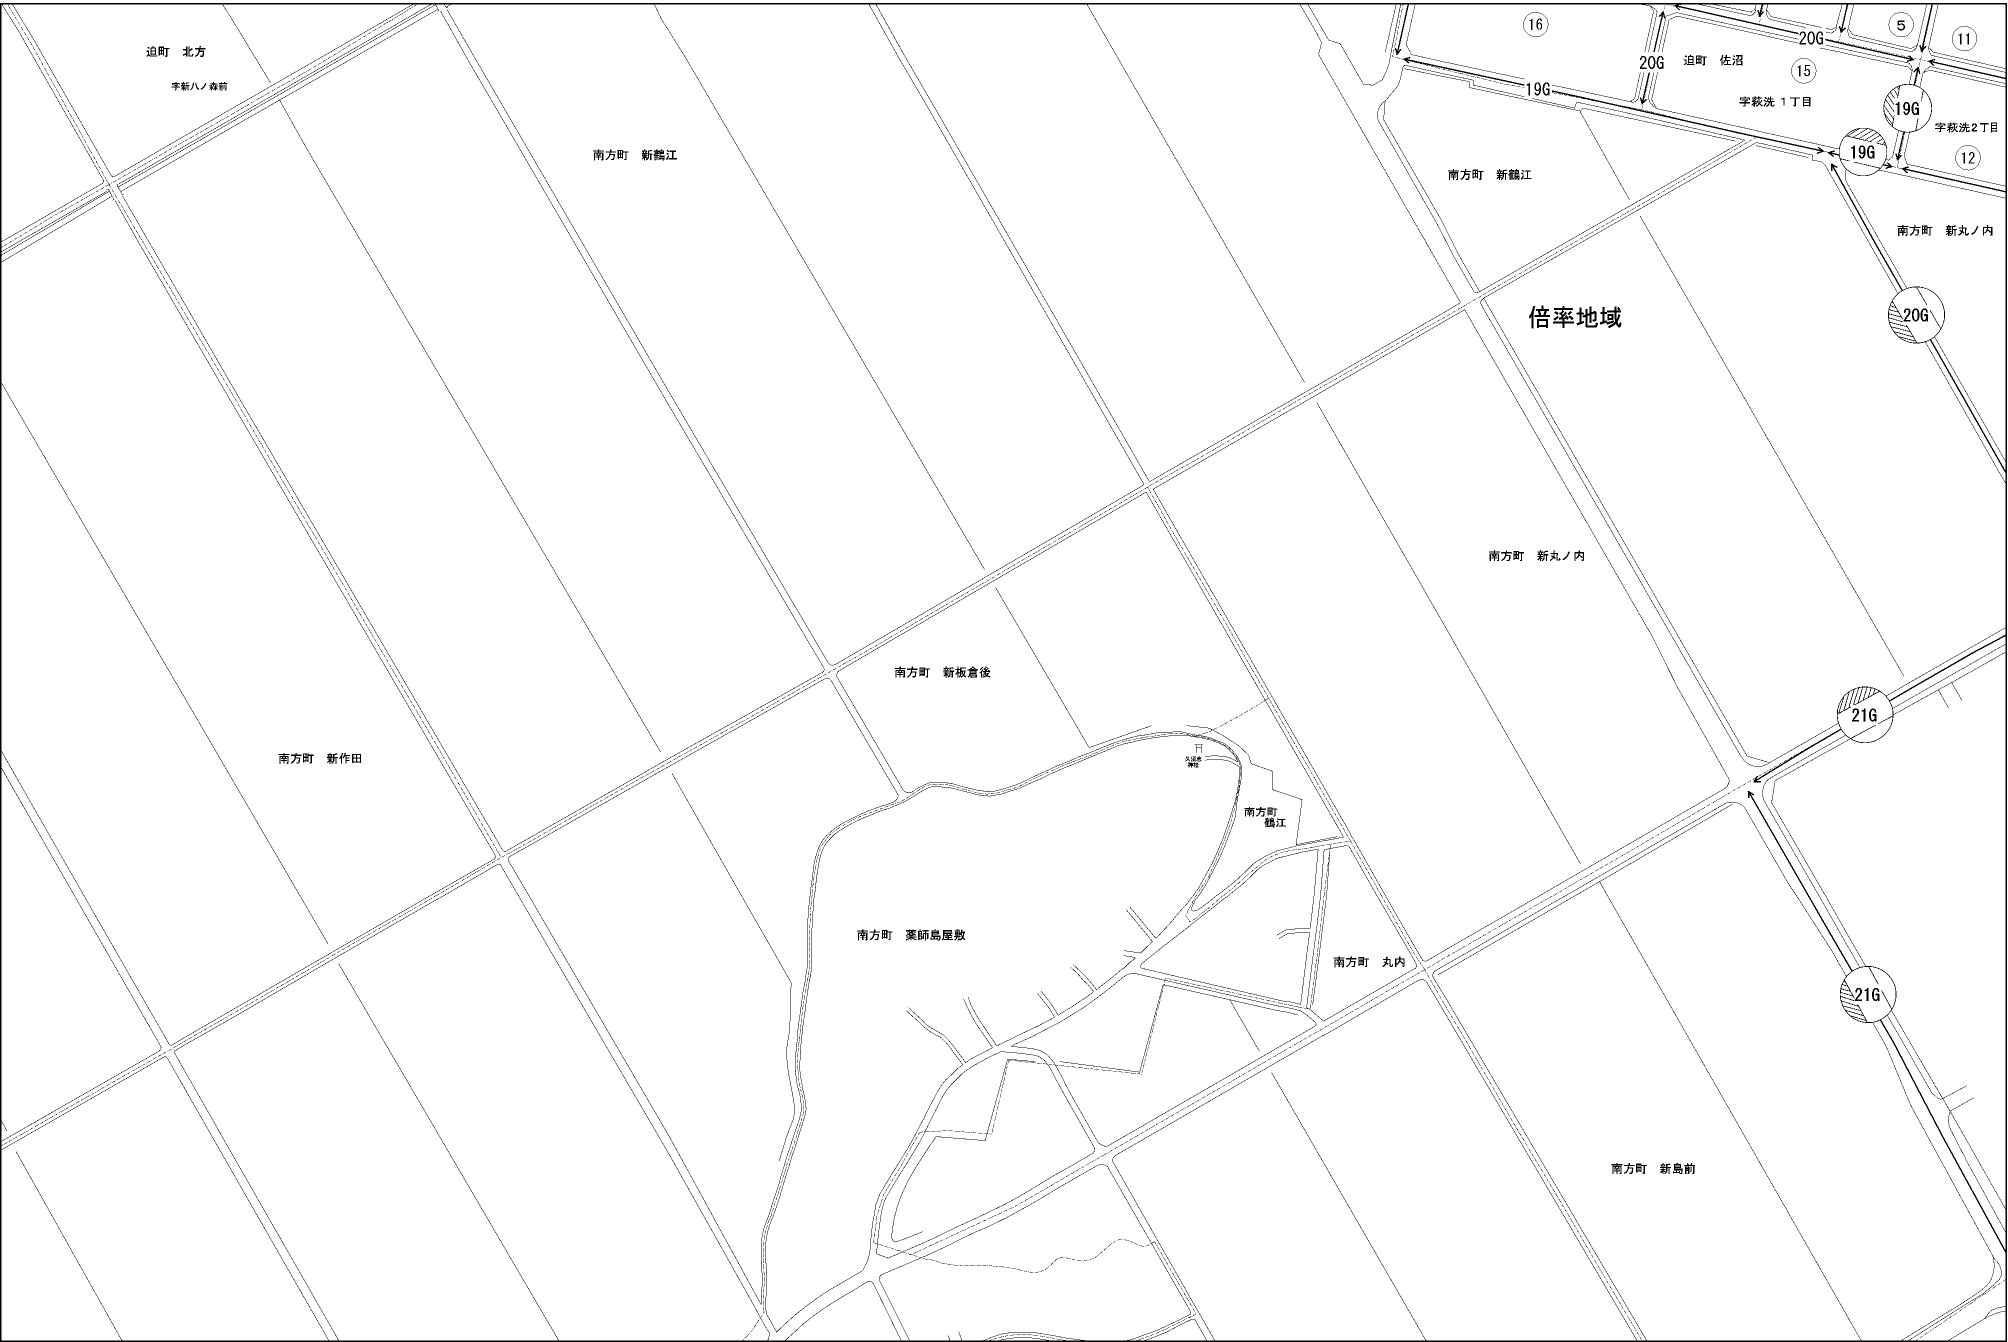 16
5
11
20G
迫町　北方
20G
迫町　佐沼
15
字新八ノ森前
19G
字萩洗 1丁目
19G
字萩洗2丁目
19G
12
南方町　新鶴江
南方町　新鶴江
南方町　新丸ノ内
倍率地域
20G
南方町　新丸ノ内
南方町　新板倉後
21G
南方町　新作田
神社
南方町
鶴江
南方町　薬師島屋敷
南方町　丸内
21G
南方町　新島前